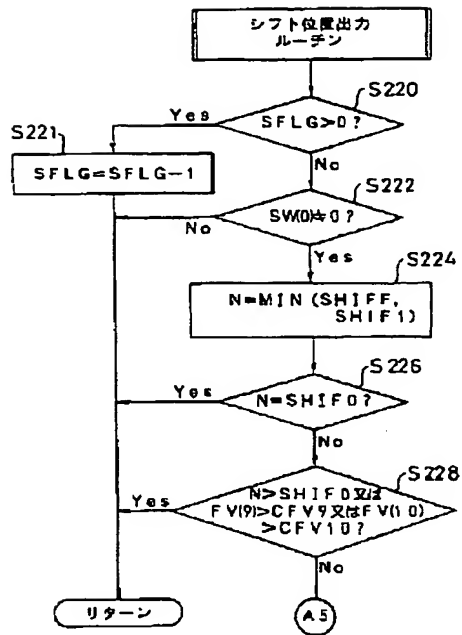 シフト位置出力
ルーチン
S220
Yes
SFLG>0?
S221
No
SFLG=SFLG-1
S222
SW(0)≠0?
No
Yes
S224
N=MIN (SHIFF,
SHIF1)
S226
Yes
N=SHIF0?
No
S228
N>SHIF0又は
Yes
FV(9)>CFV9又はFV(10)
>CFV10?
No
リターン
A5